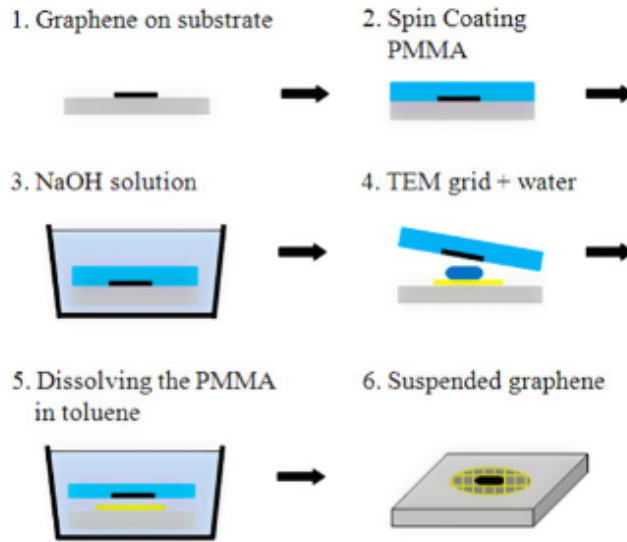 1. Graphene on substrate
2. Spin Coating
PMMA
3. NaOH solution
4. TEM grid + water
5. Dissolving the PMMA
in toluene
6. Suspended graphene